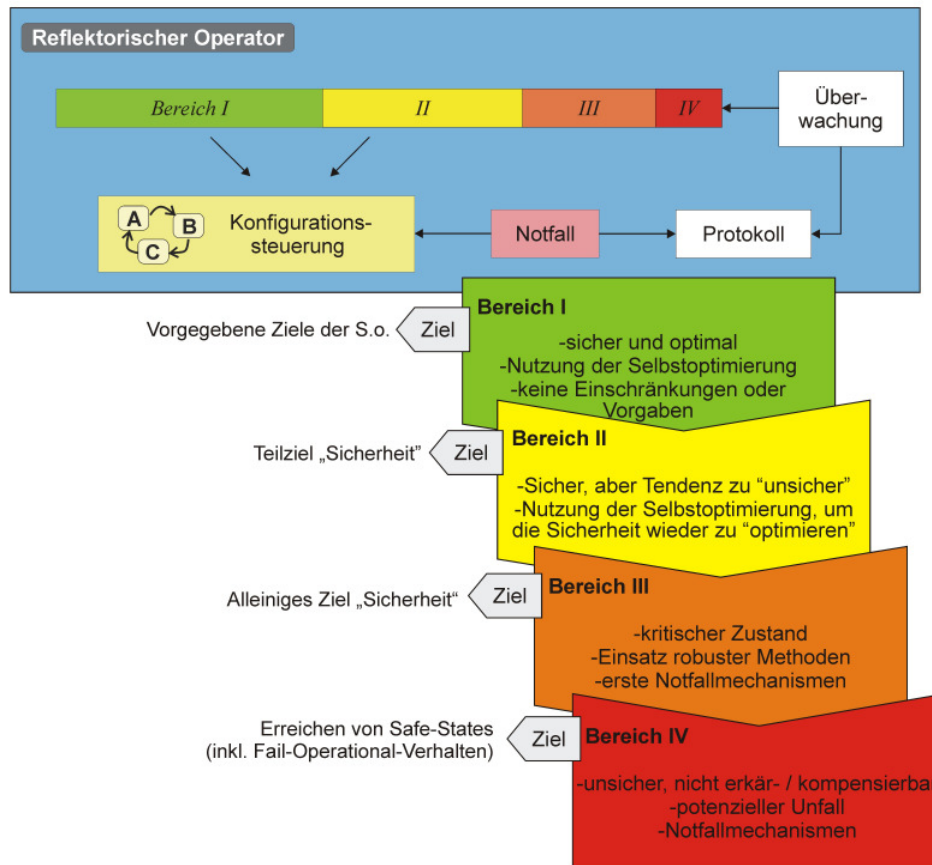 Reflektorischer Operator
Bereich I
II
III
IV
Über-
wachung
A
B
C
Konfigurations-
steuerung
Notfall
Protokoll
Vorgegebene Ziele der S.o.
Ziel
Bereich I
-sicher und optimal
-Nutzung der Selbstoptimierung
-keine Einschränkungen oder
Vorgaben
Teilziel „Sicherheit”
Ziel
Bereich II
-Sicher, aber Tendenz zu “unsicher”
-Nutzung der Selbstoptimierung, um
die Sicherheit wieder zu “optimieren”
Alleiniges Ziel „Sicherheit“
Ziel
Bereich III
-kritischer Zustand
-Einsatz robuster Methoden
-erste Notfallmechanismen
Erreichen von Safe-States
(inkl. Fail-Operational-Verhalten)
Ziel
Bereich IV
-unsicher, nicht erkär- / kompensierba
-potenzieller Unfall
-Notfallmechanismen